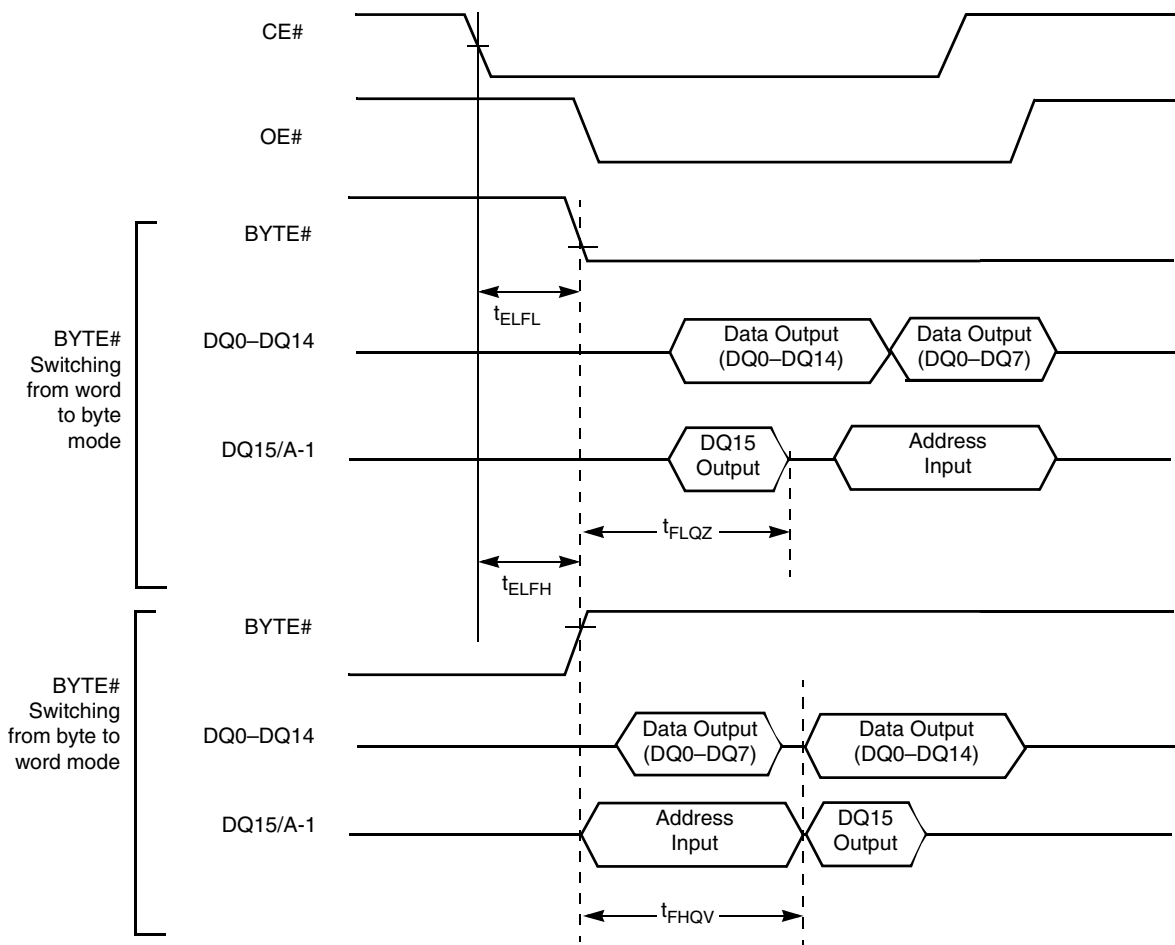 CE#
OE#
BYTE#
tELFL
BYTE#
Switching
from word
to byte
mode
DQ0–DQ14
Data Output
(DQ0–DQ14)
Data Output
(DQ0–DQ7)
DQ15/A-1
DQ15
Output
Address
Input
tFLQZ
tELFH
BYTE#
BYTE#
Switching
from byte to
word mode
DQ0–DQ14
Data Output
(DQ0–DQ7)
Data Output
(DQ0–DQ14)
DQ15/A-1
Address
Input
DQ15
Output
tFHQV